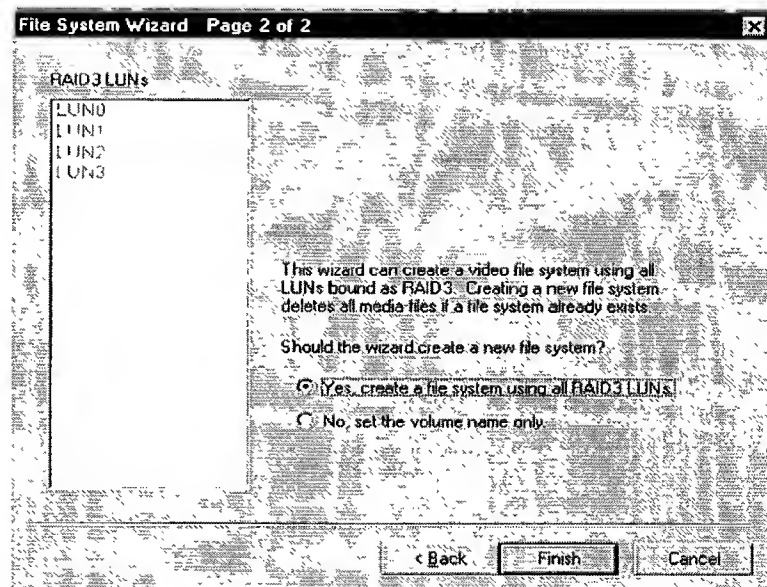 File System Wizard Page 2 of 2
RAID3 LUNs
LUN0
LUN1
LUN2
LUN3
This wizard can create a video file system using all
LUNs bound as RAID3. Creating a new file system
deletes all media files if a file system already exists.
Should the wizard create a new file system?
Yes, create a file system using all RAID3 LUNs.
No, set the volume name only.
< Back
Finish
Cancel